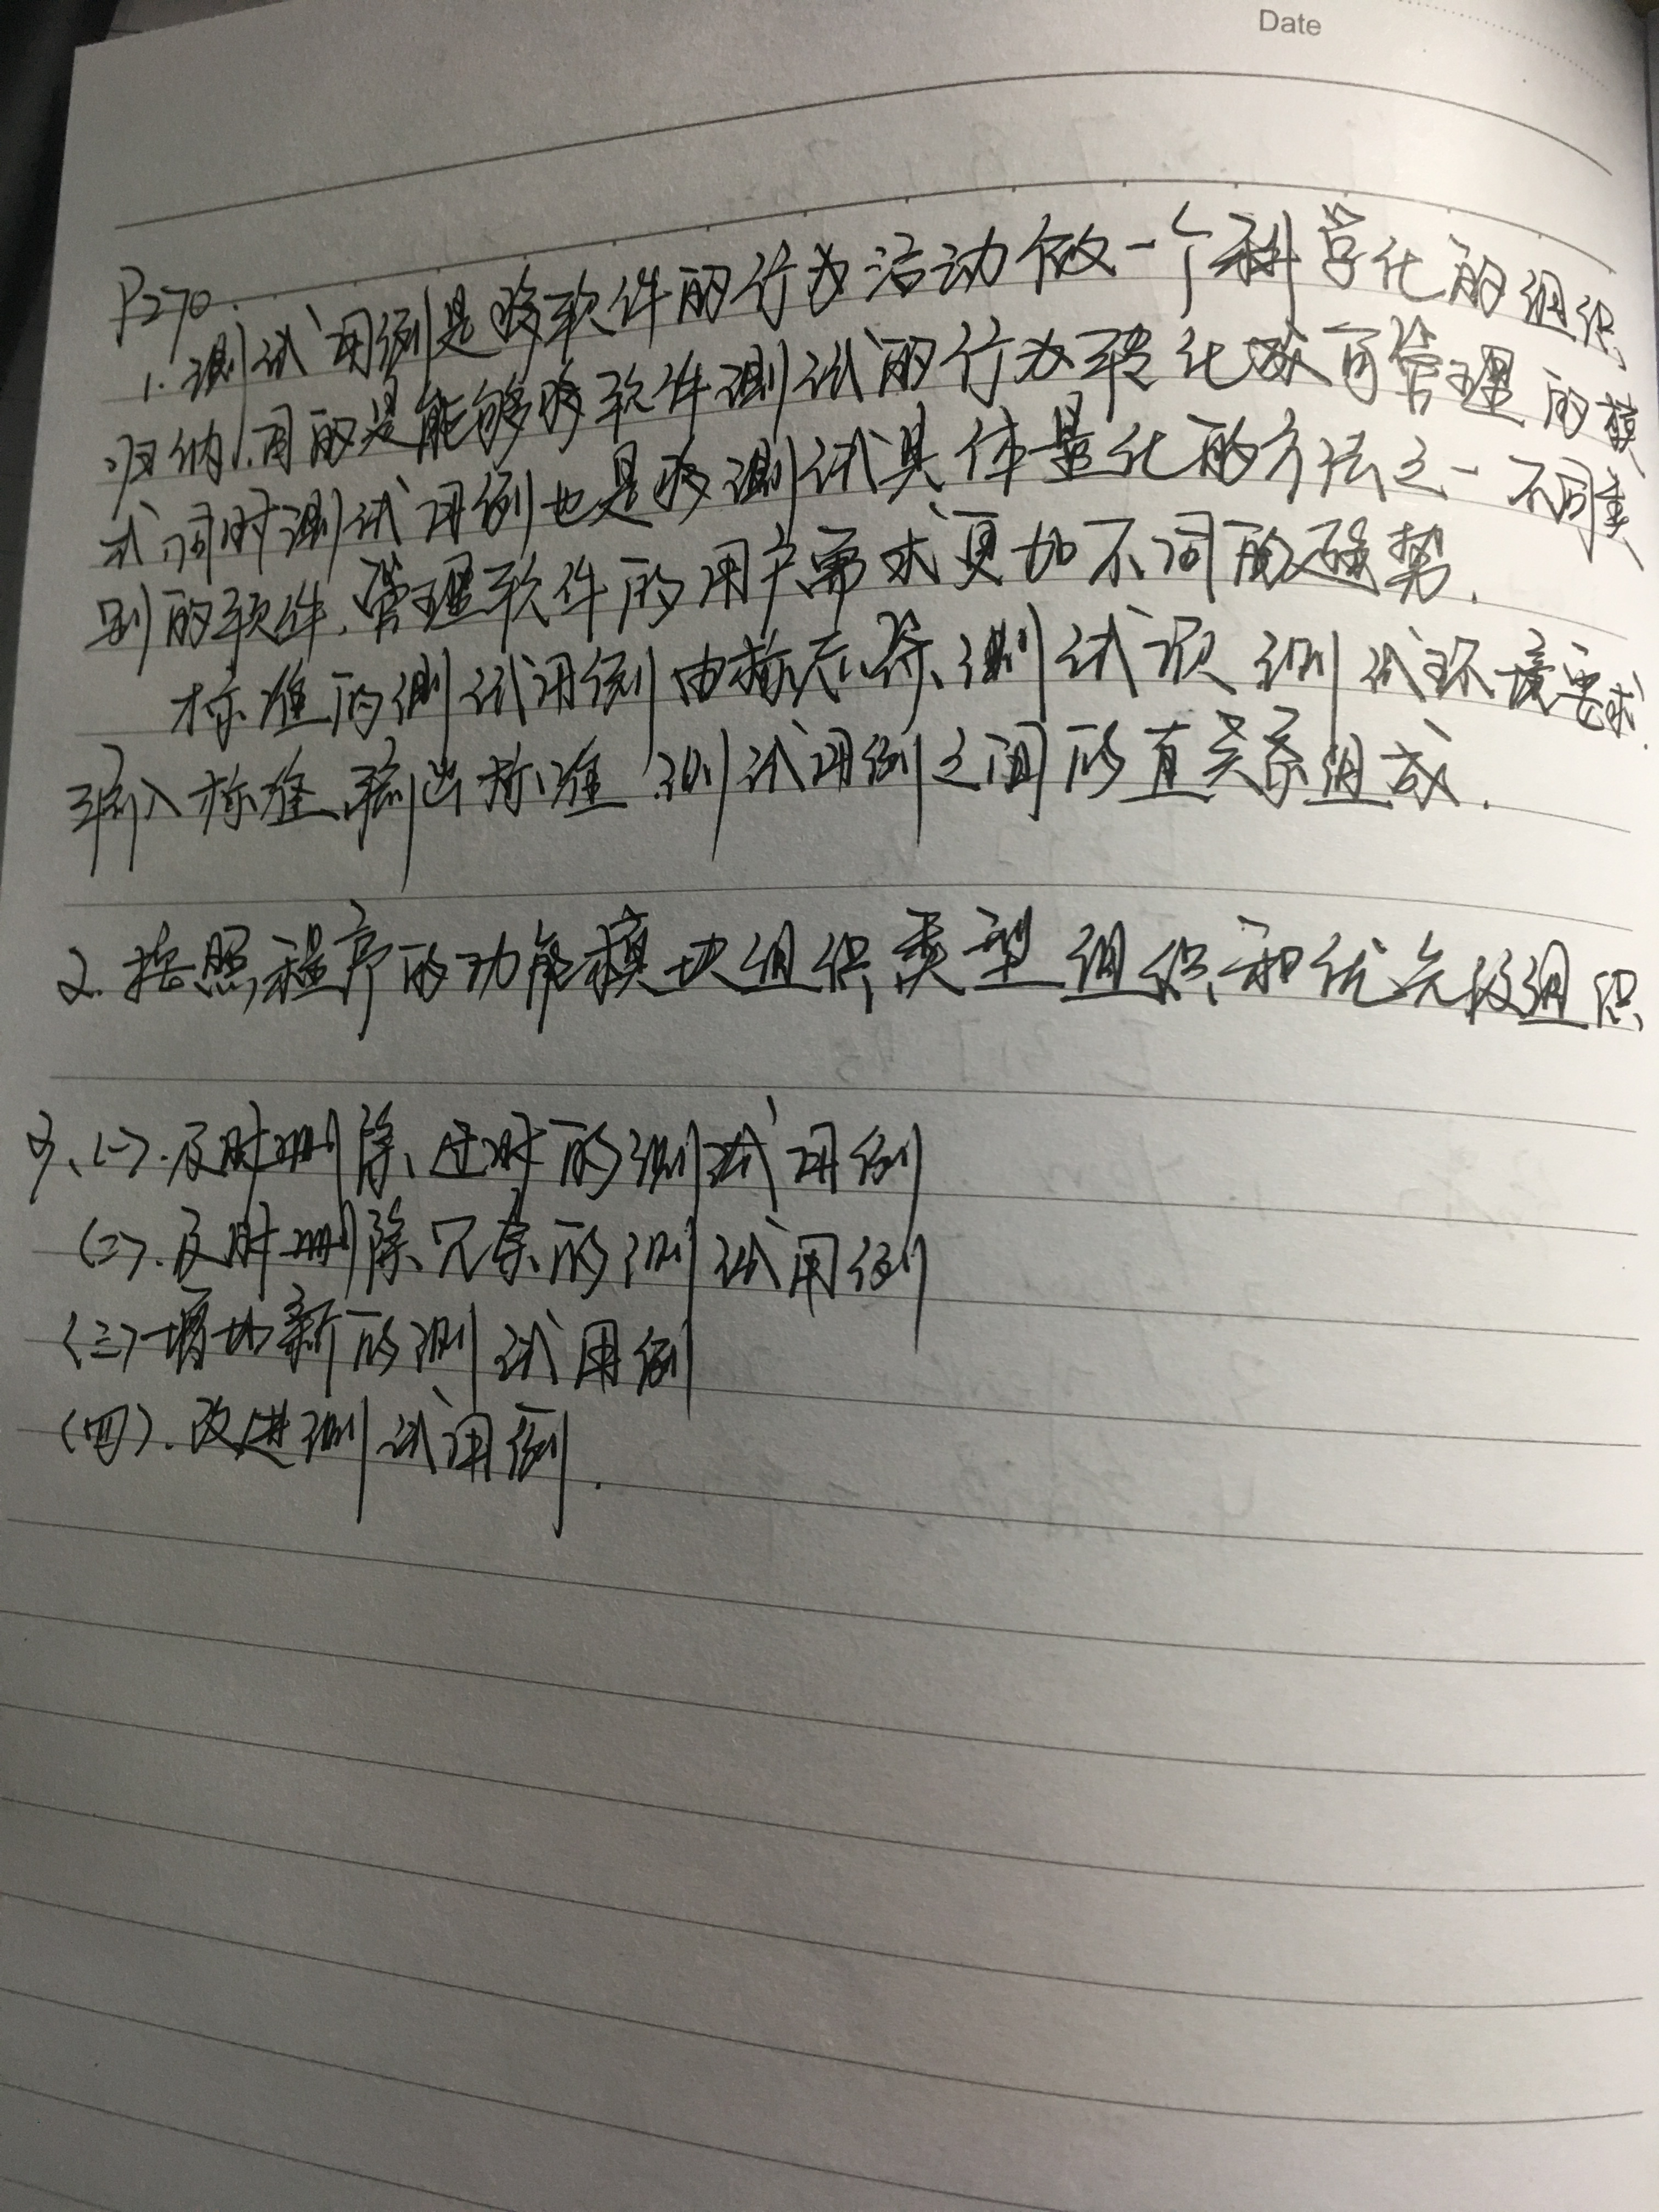 Date
P270.
1. 测试用例是将软件的行为活动做一个科学化的组织
归纳.目的是能够将软件测试的行为转化成可管理的模
式.同时测试用例也是将测试具体量化的方法之一不同类
别的软件.管理软件的用户需求更加不同的趋势.
标准的测试用例由标志符、测试项 测试环境要求.
输入标准、输出标准 测试用例之间的 关系组成.
2. 按照程序的功能模块组织、类型组织和优先级组织
(一).及时删除、过时的测试用例
(二).及时删除、冗余的测试用例
(三)增加新的测试用例
(四).改进测试用例.